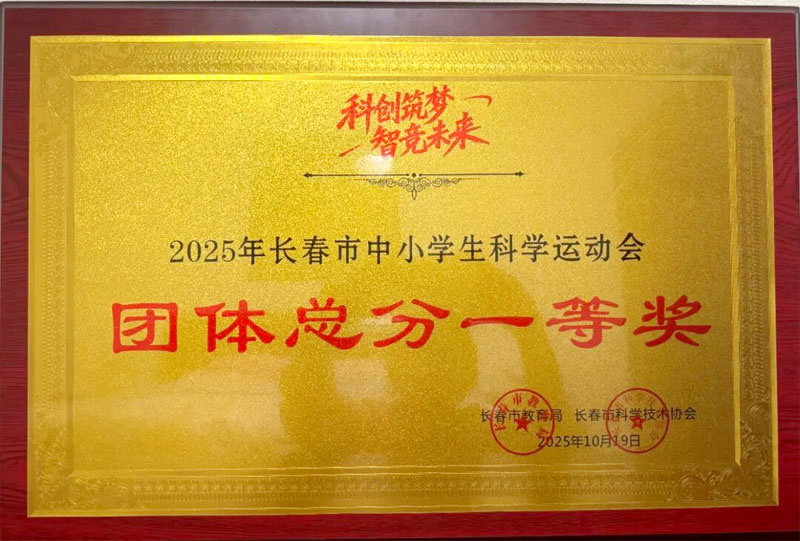 科创筑梦
智竞未来
2025年长春市中小学生科学运动会
团体总分一等奖
长春市教育局 长春市科学技术协会
2025年10月19日